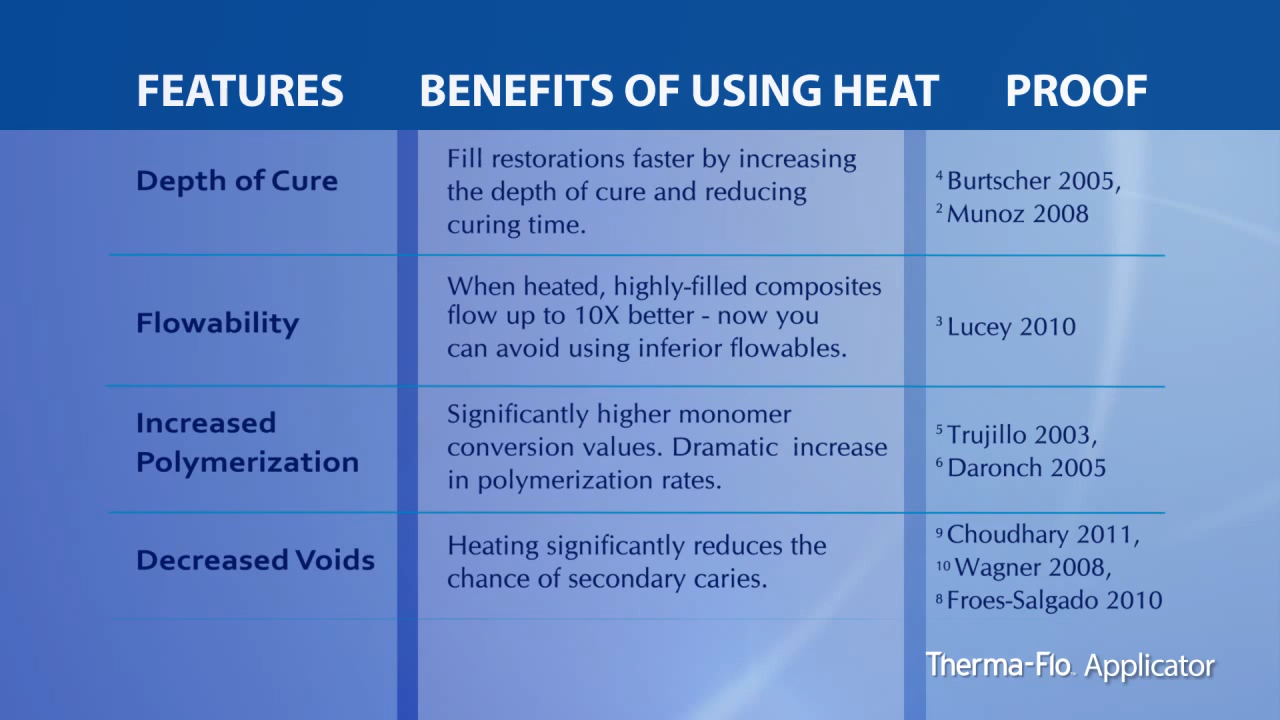 FEATURES BENEFITS OF USING HEAT PROOF
Depth of Cure
Fill restorations faster by increasing
the depth of cure and reducing
curing time.
⁴ Burtscher 2005,
² Munoz 2008
Flowability
When heated, highly-filled composites
flow up to 10X better - now you
can avoid using inferior flowables.
³ Lucey 2010
Increased
Polymerization
Significantly higher monomer
conversion values. Dramatic increase
in polymerization rates.
⁵ Trujillo 2003,
⁶ Daronch 2005
Decreased Voids
Heating significantly reduces the
chance of secondary caries.
⁹ Choudhary 2011,
¹⁰ Wagner 2008,
⁸ Froes-Salgado 2010
Therma-Flo™ Applicator